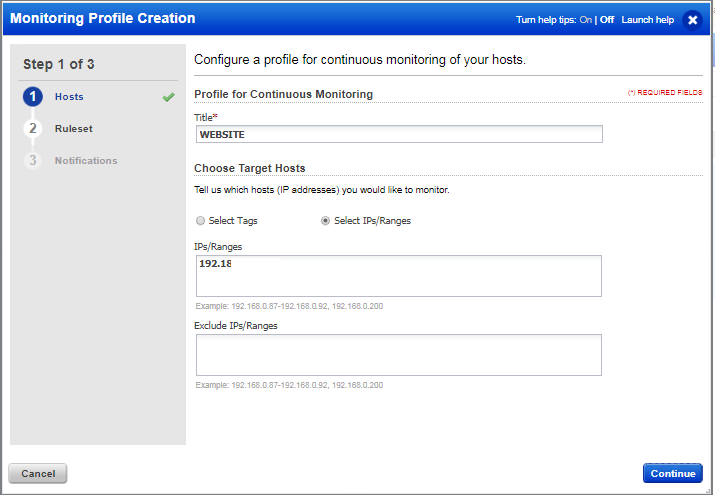 Monitoring Profile Creation
Turn help tips: On | Off Launch help
Step 1 of 3
1 Hosts
2 Ruleset
3 Notifications
Configure a profile for continuous monitoring of your hosts.
Profile for Continuous Monitoring
(*) REQUIRED FIELDS
Title*
WEBSITE
Choose Target Hosts
Tell us which hosts (IP addresses) you would like to monitor.
Select Tags Select IPs/Ranges
IPs/Ranges
192.18
Example: 192.168.0.87-192.168.0.92, 192.168.0.200
Exclude IPs/Ranges
Example: 192.168.0.87-192.168.0.92, 192.168.0.200
Cancel Continue